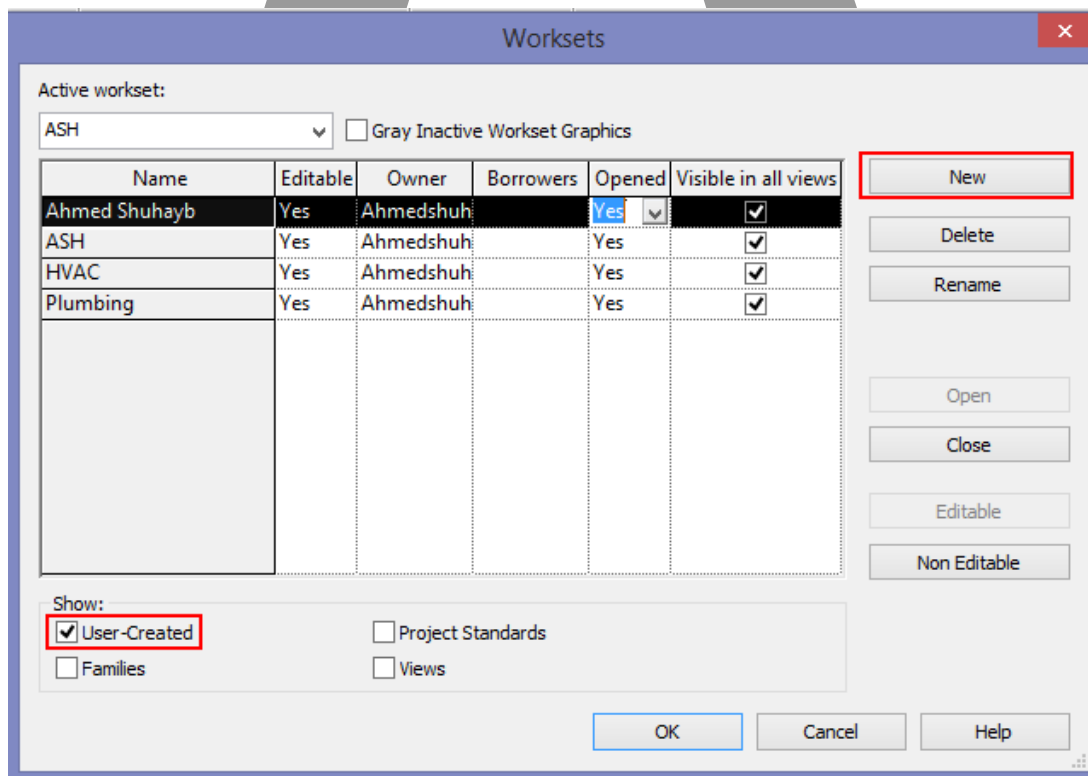 Worksets
Active workset:
ASH Gray Inactive Workset Graphics
Name Editable Owner Borrowers Opened Visible in all views
Ahmed Shuhayb Yes Ahmedshuh Yes
ASH Yes Ahmedshuh Yes
HVAC Yes Ahmedshuh Yes
Plumbing Yes Ahmedshuh Yes
New
Delete
Rename
Open
Close
Editable
Non Editable
Show:
User-Created Project Standards
Families Views
OK Cancel Help